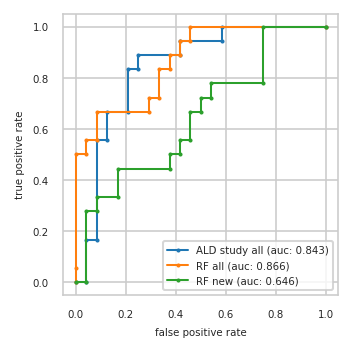 1.0
0.8
0.6
0.4
0.2
0.0
true positive rate
ALD study all (auc: 0.843)
RF all (auc: 0.866)
RF new (auc: 0.646)
0.0 0.2 0.4 0.6 0.8 1.0
false positive rate